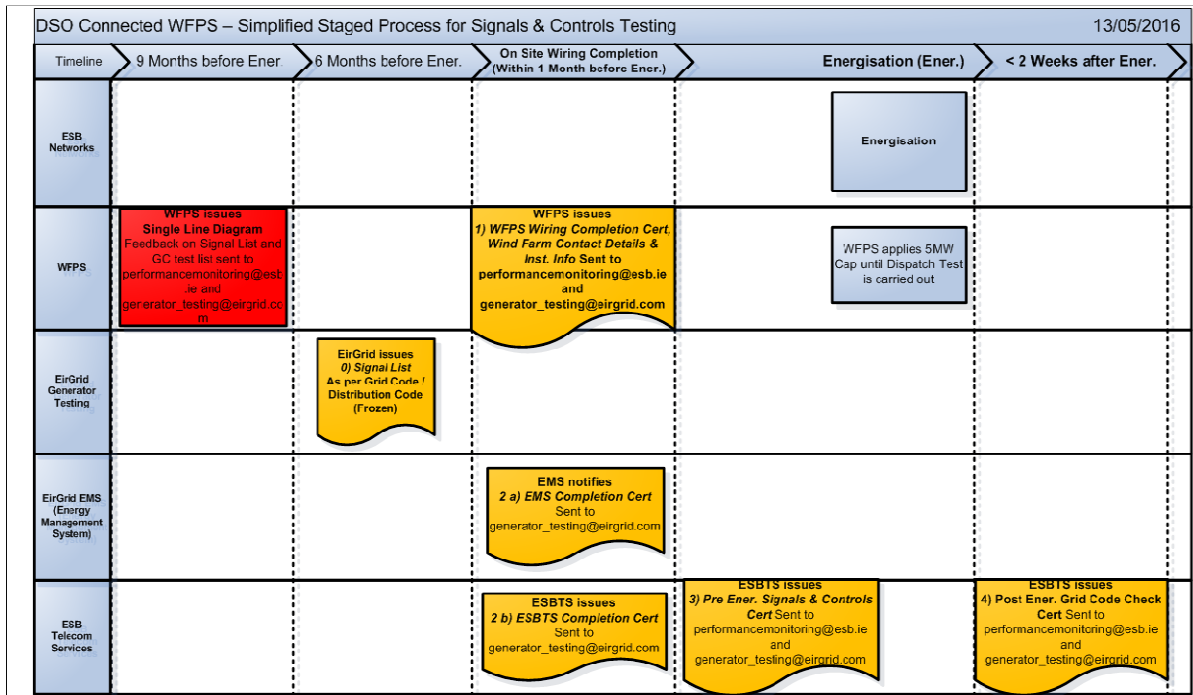 DSO Connected WFPS – Simplified Staged Process for Signals & Controls Testing
13/05/2016
Timeline
9 Months before Ener.
6 Months before Ener.
On Site Wiring Completion
(Within 1 Month before Ener.)
Energisation (Ener.)
< 2 Weeks after Ener.
ESB
Networks
Energisation
WFPS
WFPS issues
Single Line Diagram
Feedback on Signal List and
GC test list sent to
performancemonitoring@esb
.ie and
generator_testing@eirgrid.co
m
WFPS issues
1) WFPS Wiring Completion Cert,
Wind Farm Contact Details &
Inst. Info Sent to
performancemonitoring@esb.ie
and
generator_testing@eirgrid.com
WFPS applies 5MW
Cap until Dispatch Test
is carried out
EirGrid
Generator
Testing
EirGrid issues
0) Signal List
As per Grid Code /
Distribution Code
(Frozen)
EirGrid EMS
(Energy
Management
System)
EMS notifies
2 a) EMS Completion Cert
Sent to
generator_testing@eirgrid.com
ESB
Telecom
Services
ESBTS issues
2 b) ESBTS Completion Cert
Sent to
generator_testing@eirgrid.com
ESBTS issues
3) Pre Ener. Signals & Controls
Cert Sent to
performancemonitoring@esb.ie
and
generator_testing@eirgrid.com
ESBTS issues
4) Post Ener. Grid Code Check
Cert Sent to
performancemonitoring@esb.ie
and
generator_testing@eirgrid.com